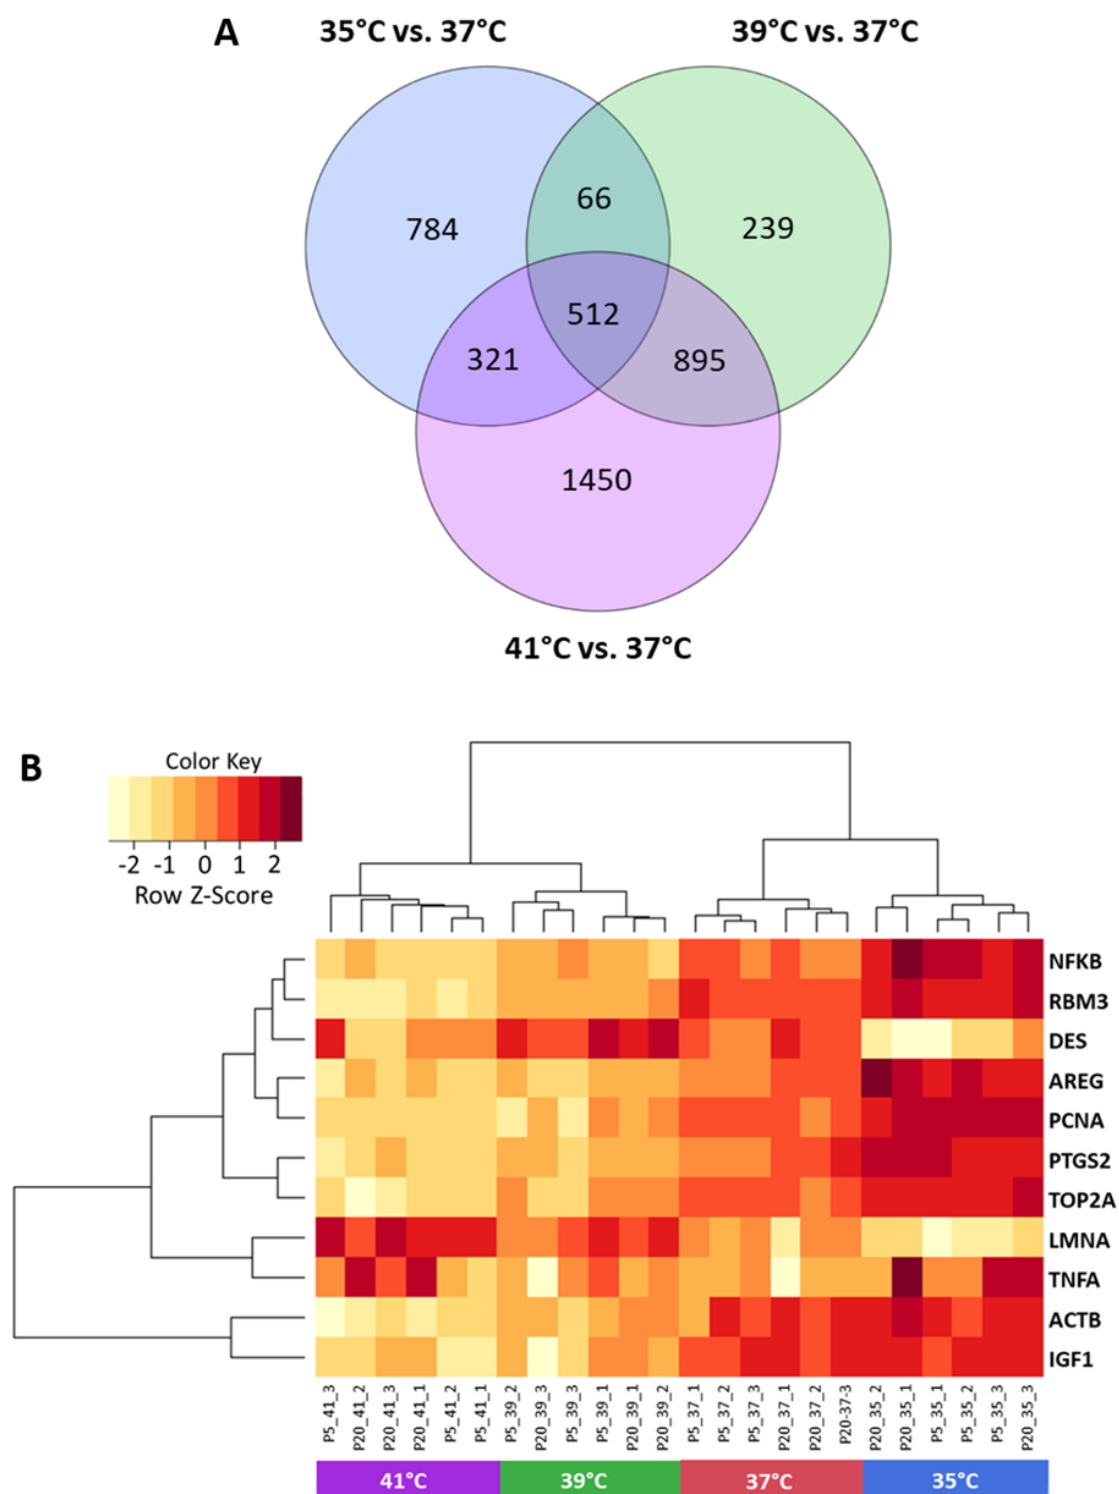 A
35°C vs. 37°C
39°C vs. 37°C
66
784
239
512
321
895
1450
41°C vs. 37°C
B
Color Key
-2 -1 0 1 2
Row Z-Score
NFKB
RBM3
DES
AREG
PCNA
PTGS2
TOP2A
LMNA
TNFA
ACTB
IGF1
P5_41_3
P20_41_2
P20_41_3
P20_41_1
P5_41_2
P5_41_1
P5_39_2
P20_39_3
P5_39_3
P5_39_1
P20_39_1
P20_39_2
P5_37_1
P5_37_2
P5_37_3
P20_37_1
P20_37_2
P20-37-3
P20_35_2
P20_35_1
P5_35_1
P5_35_2
P5_35_3
P20_35_3
41°C
39°C
37°C
35°C